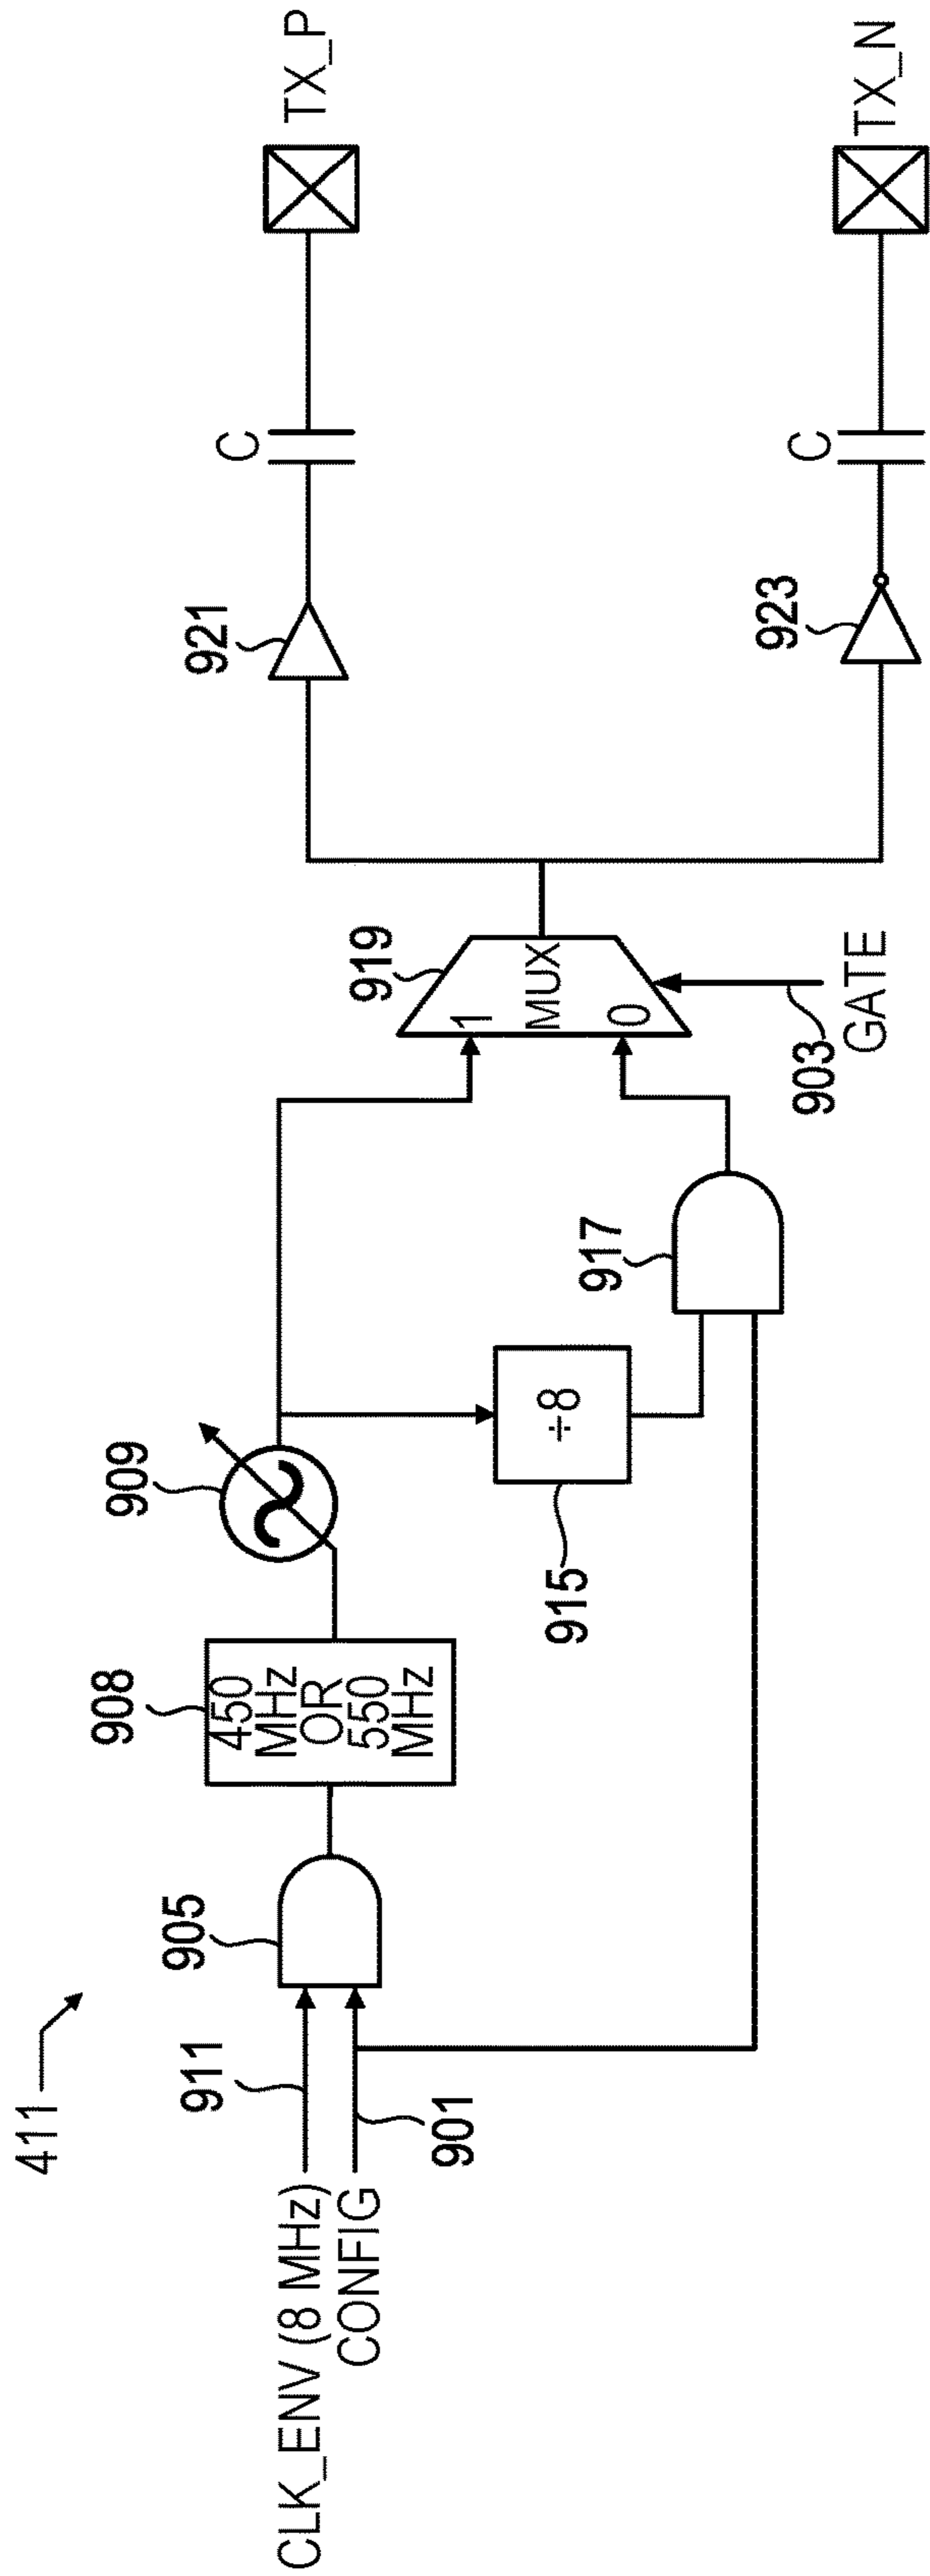 411
CLK_ENV (8 MHz)
CONFIG
911
901
905
908
450
MHz
OR
550
MHz
909
915
÷8
917
919
1
MUX
0
903
GATE
921
C
TX_P
923
C
TX_N